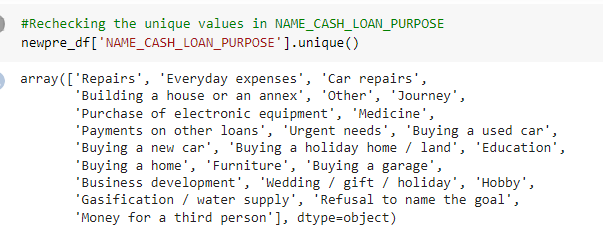 #Rechecking the unique values in NAME_CASH_LOAN_PURPOSE
newpre_df['NAME_CASH_LOAN_PURPOSE'].unique()
array(['Repairs', 'Everyday expenses', 'Car repairs',
'Building a house or an annex', 'Other', 'Journey',
'Purchase of electronic equipment', 'Medicine',
'Payments on other loans', 'Urgent needs', 'Buying a used car',
'Buying a new car', 'Buying a holiday home / land', 'Education',
'Buying a home', 'Furniture', 'Buying a garage',
'Business development', 'Wedding / gift / holiday', 'Hobby',
'Gasification / water supply', 'Refusal to name the goal',
'Money for a third person'], dtype=object)